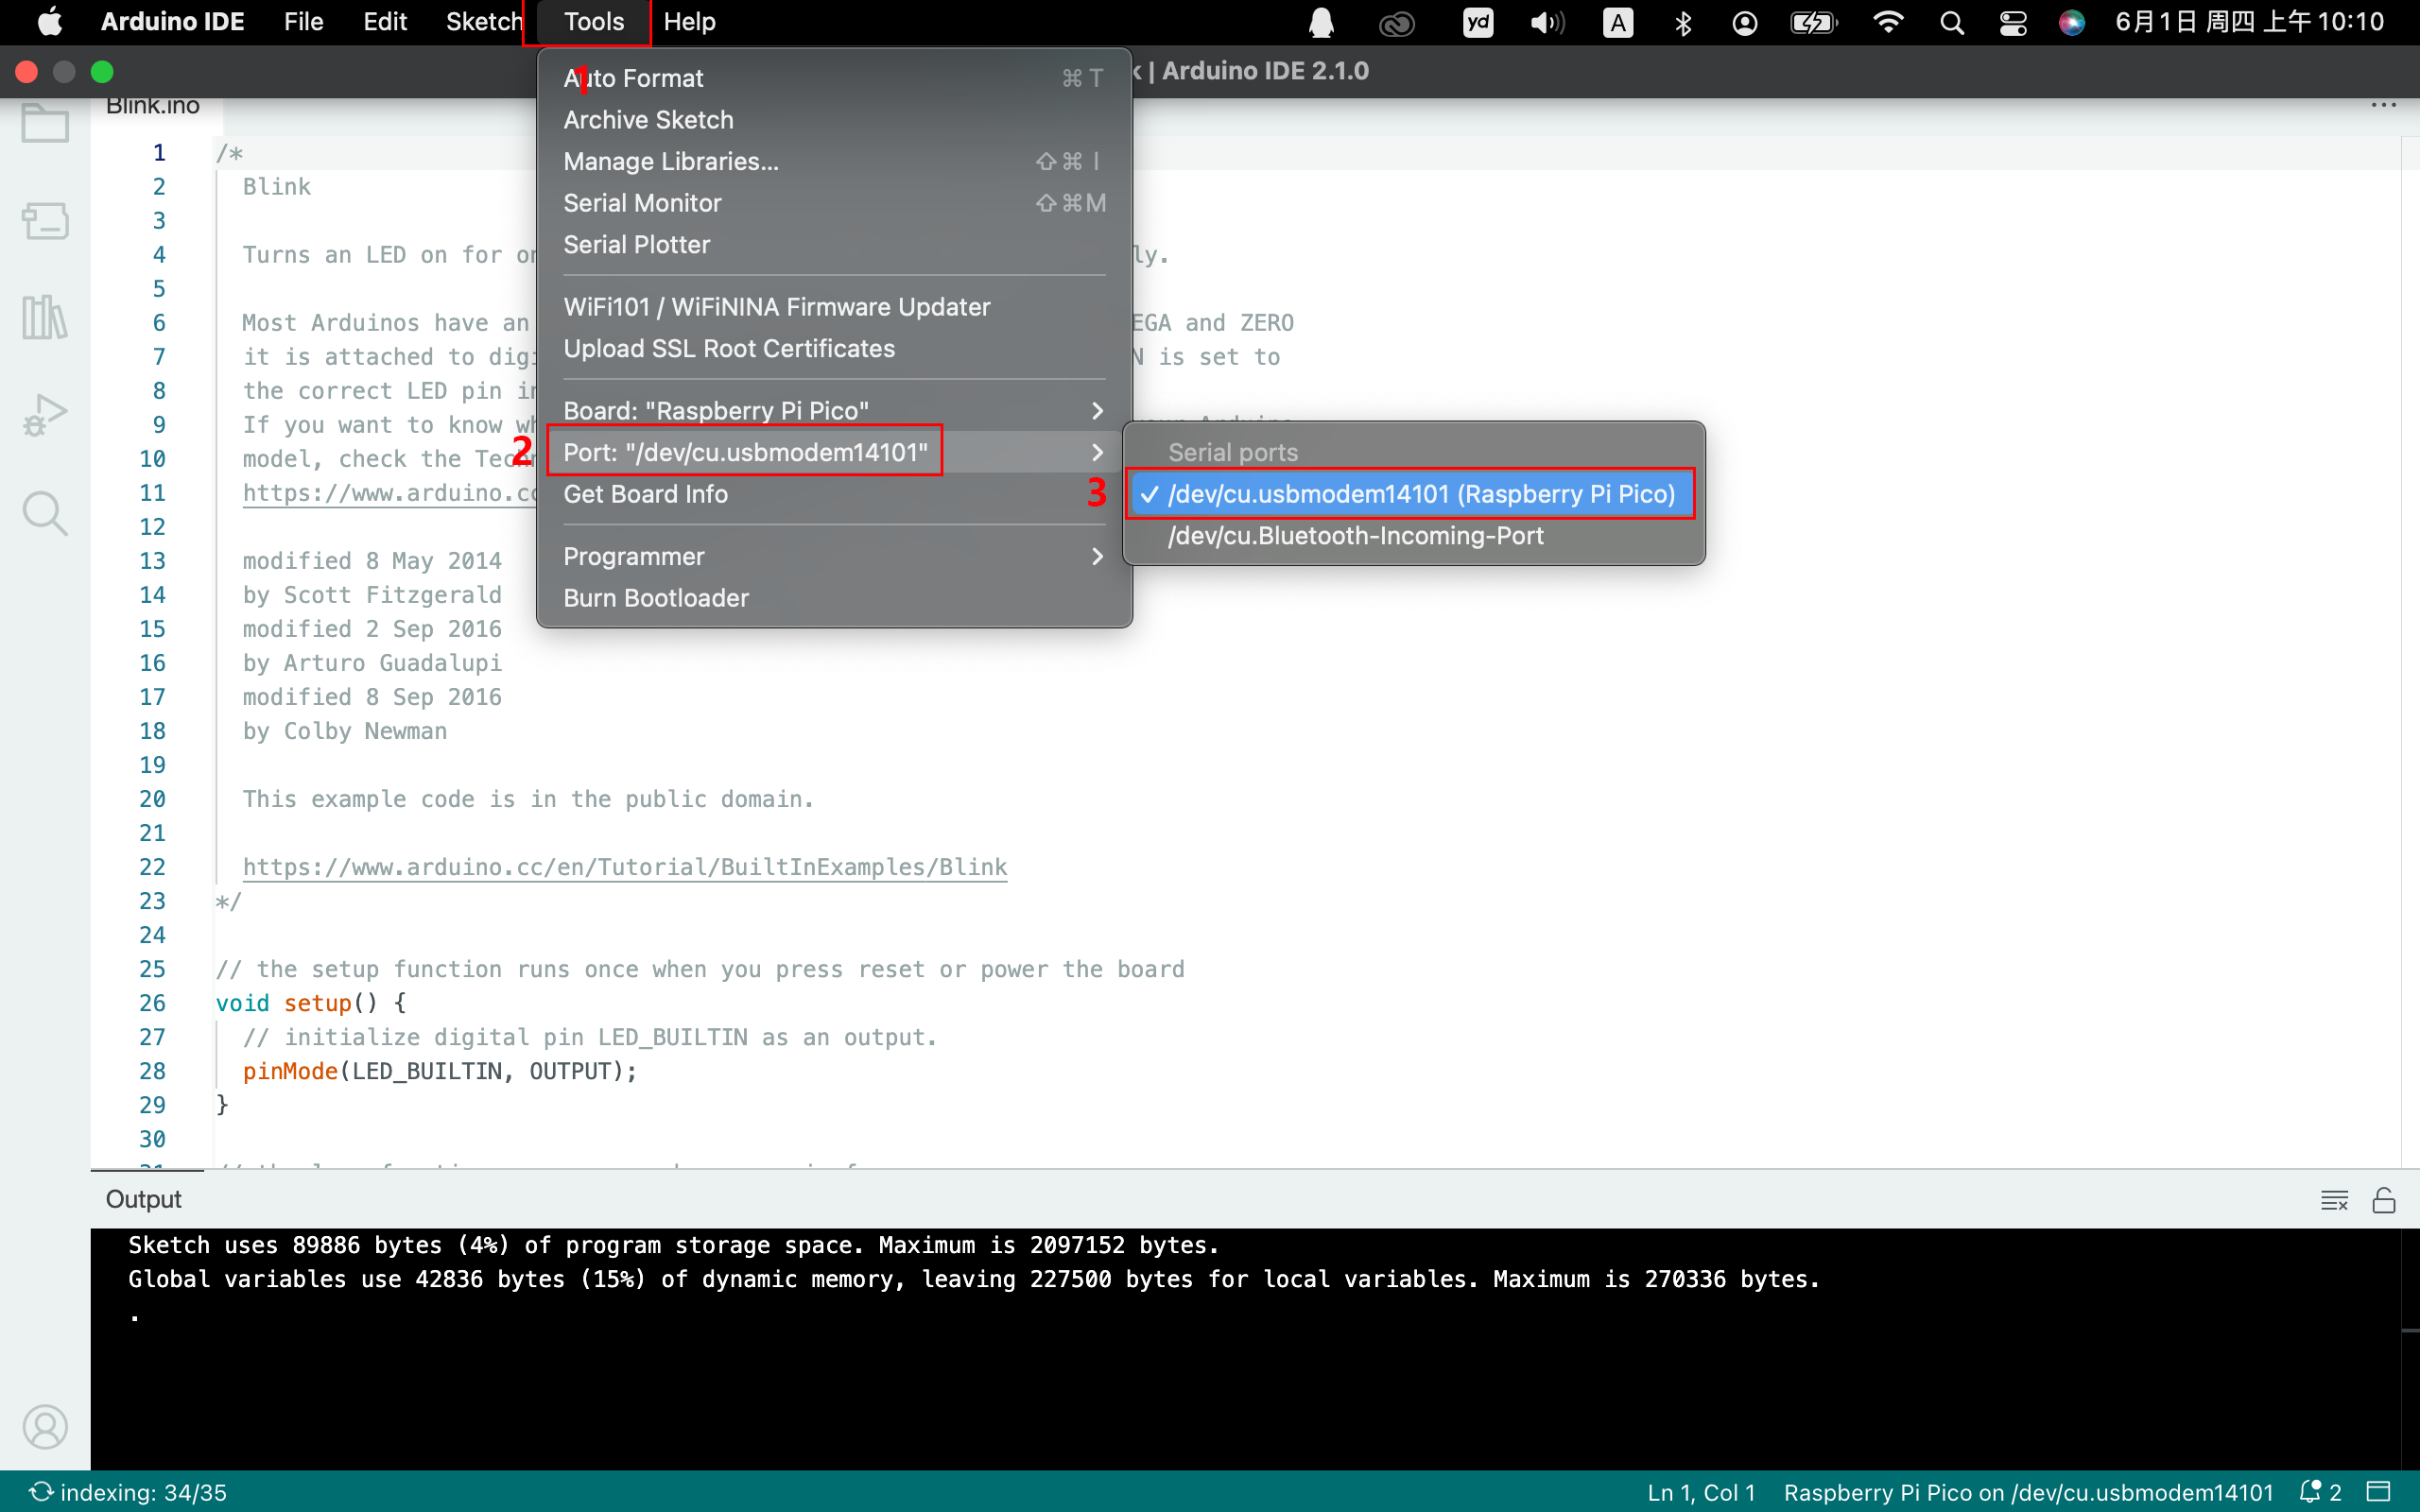 Arduino IDE File Edit Sketch Tools Help yd A 6月1日 周四 上午10:10
k | Arduino IDE 2.1.0
Blink.ino
1
Auto Format ⌘ T
Archive Sketch
Manage Libraries... ⇧ ⌘ I
Serial Monitor ⇧ ⌘ M
Serial Plotter
WiFi101 / WiFiNINA Firmware Updater
Upload SSL Root Certificates
Board: "Raspberry Pi Pico"
2 Port: "/dev/cu.usbmodem14101"
Get Board Info
Programmer
Burn Bootloader
Serial ports
3 ✓ /dev/cu.usbmodem14101 (Raspberry Pi Pico)
/dev/cu.Bluetooth-Incoming-Port
1 /*
2 Blink
3
4 Turns an LED on for ly.
5
6 Most Arduinos have an EGA and ZERO
7 it is attached to N is set to
8 the correct LED pin
9 If you want to know your Arduino
10 model, check the
11 https://www.arduino.cc
12
13 modified 8 May 2014
14 by Scott Fitzgerald
15 modified 2 Sep 2016
16 by Arturo Guadalupi
17 modified 8 Sep 2016
18 by Colby Newman
19
20 This example code is in the public domain.
21
22 https://www.arduino.cc/en/Tutorial/BuiltInExamples/Blink
23 */
24
25 // the setup function runs once when you press reset or power the board
26 void setup() {
27 // initialize digital pin LED_BUILTIN as an output.
28 pinMode(LED_BUILTIN, OUTPUT);
29 }
30
Output
Sketch uses 89886 bytes (4%) of program storage space. Maximum is 2097152 bytes.
Global variables use 42836 bytes (15%) of dynamic memory, leaving 227500 bytes for local variables. Maximum is 270336 bytes.
.
indexing: 34/35 Ln 1, Col 1 Raspberry Pi Pico on /dev/cu.usbmodem14101 2